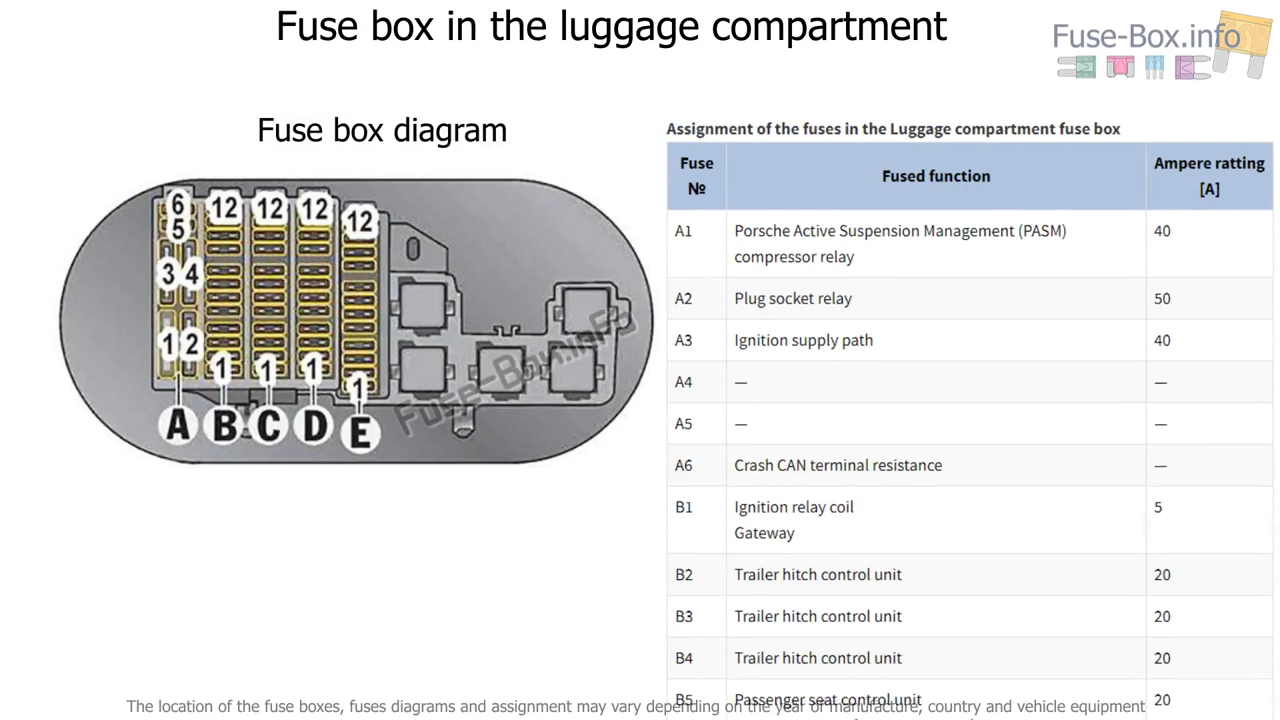 Fuse box in the luggage compartment
Fuse-Box.info
Fuse box diagram
6
5
3 4
1 2
12 12 12 12
1 1 1 1
A B C D E
Fuse-Box.inFo
Assignment of the fuses in the Luggage compartment fuse box
Fuse № Fused function Ampere ratting [A]
A1 Porsche Active Suspension Management (PASM) 40
compressor relay
A2 Plug socket relay 50
A3 Ignition supply path 40
A4 — —
A5 — —
A6 Crash CAN terminal resistance —
B1 Ignition relay coil 5
Gateway
B2 Trailer hitch control unit 20
B3 Trailer hitch control unit 20
B4 Trailer hitch control unit 20
B5 Passenger seat control unit 20
The location of the fuse boxes, fuses diagrams and assignment may vary depending on the year of manufacture, country and vehicle equipment